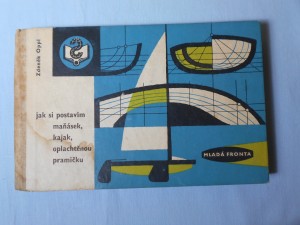 Zdeněk Oppl
jak si postavím
maňásek,
kajak,
oplachtěnou
pramičku
MLADÁ FRONTA